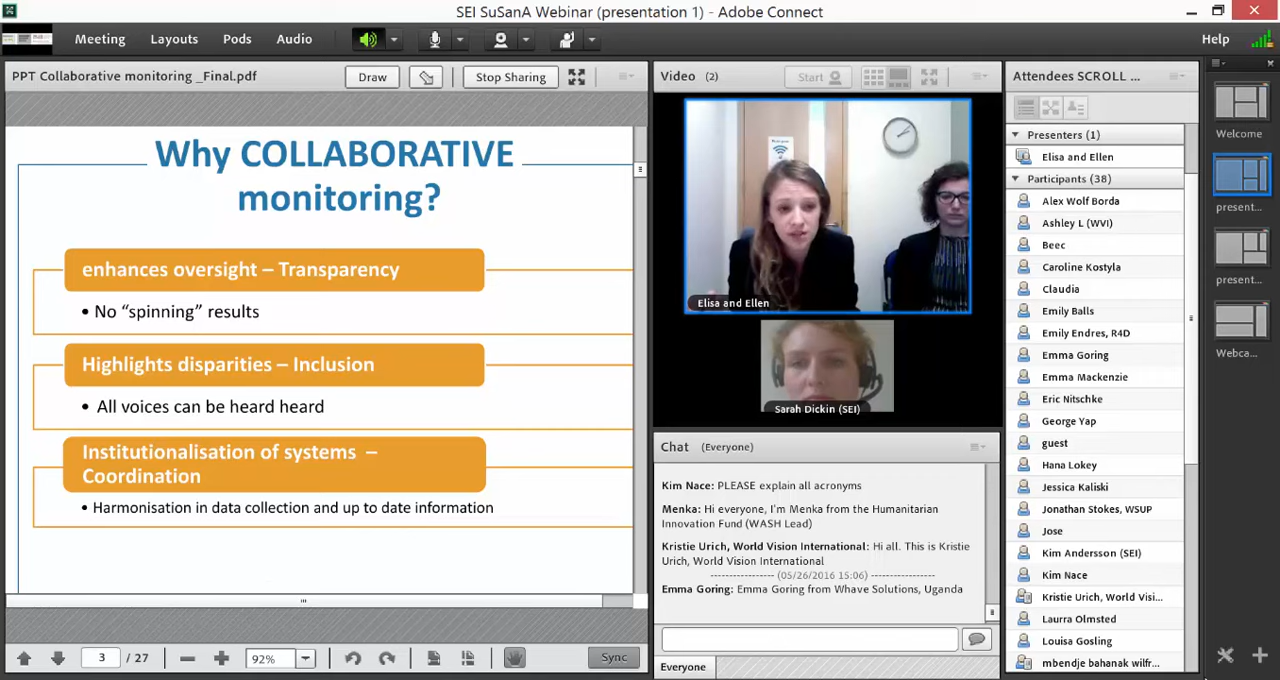 SEI SuSanA Webinar (presentation 1) - Adobe Connect
Meeting
Layouts
Pods
Audio
Help
PPT Collaborative monitoring _Final.pdf
Draw
Stop Sharing
Why COLLABORATIVE
monitoring?
enhances oversight – Transparency
• No “spinning” results
Highlights disparities – Inclusion
• All voices can be heard heard
Institutionalisation of systems –
Coordination
• Harmonisation in data collection and up to date information
3 / 27
92%
Sync
Video (2)
Start
Elisa and Ellen
Sarah Dickin (SEI)
Chat (Everyone)
Kim Nace: PLEASE explain all acronyms
Menka: Hi everyone, I'm Menka from the Humanitarian
Innovation Fund (WASH Lead)
Kristie Urich, World Vision International: Hi all. This is Kristie
Urich, World Vision International
----------------- (05/26/2016 15:06) -----------------
Emma Goring: Emma Goring from Whave Solutions, Uganda
Everyone
Attendees SCROLL ...
Presenters (1)
Elisa and Ellen
Participants (38)
Alex Wolf Borda
Ashley L (WVI)
Beec
Caroline Kostyla
Claudia
Emily Balls
Emily Endres, R4D
Emma Goring
Emma Mackenzie
Eric Nitschke
George Yap
guest
Hana Lokey
Jessica Kaliski
Jonathan Stokes, WSUP
Jose
Kim Andersson (SEI)
Kim Nace
Kristie Urich, World Visi...
Laurra Olmsted
Louisa Gosling
mbendje bahanak wilfr...
Welcome
present...
present...
Webca...